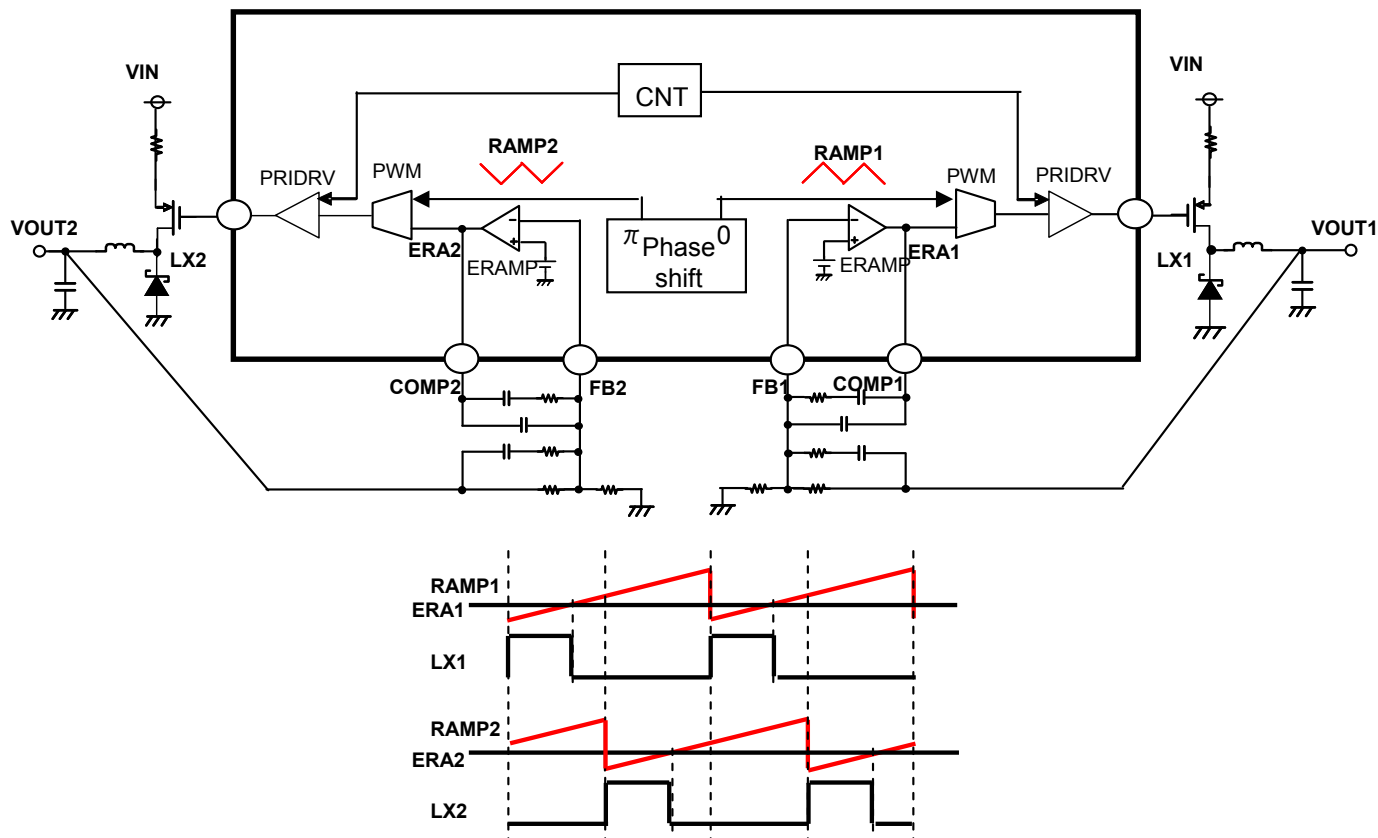 VIN
VIN
CNT
RAMP2
RAMP1
PRIDRV
PWM
PWM
PRIDRV
VOUT2
LX2
ERA2
ERAMP
π Phase 0
shift
ERA1
ERAMP
LX1
VOUT1
COMP2
FB2
FB1
COMP1
RAMP1
ERA1
LX1
RAMP2
ERA2
LX2